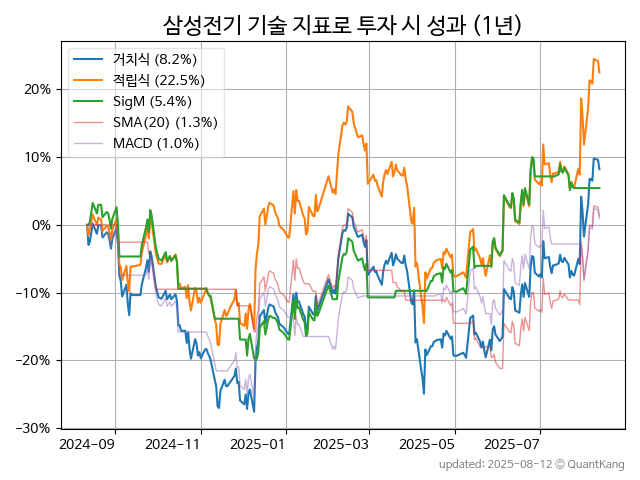 삼성전기 기술 지표로 투자 시 성과 (1년)
거치식 (8.2%)
적립식 (22.5%)
SigM (5.4%)
SMA(20) (1.3%)
MACD (1.0%)
20%
10%
0%
−10%
−20%
−30%
2024-09 2024-11 2025-01 2025-03 2025-05 2025-07
updated: 2025-08-12 © QuantKang